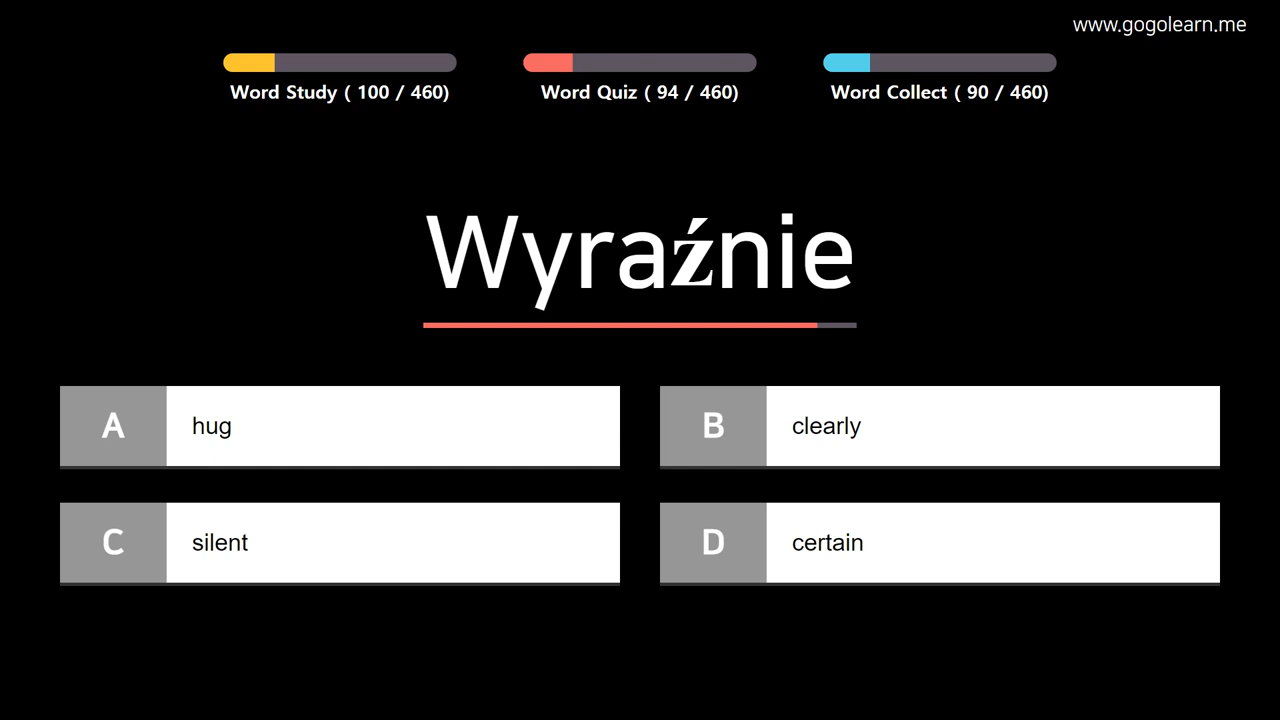 www.gogolearn.me
Word Study ( 100 / 460)
Word Quiz ( 94 / 460)
Word Collect ( 90 / 460)
Wyraźnie
A
hug
B
clearly
C
silent
D
certain